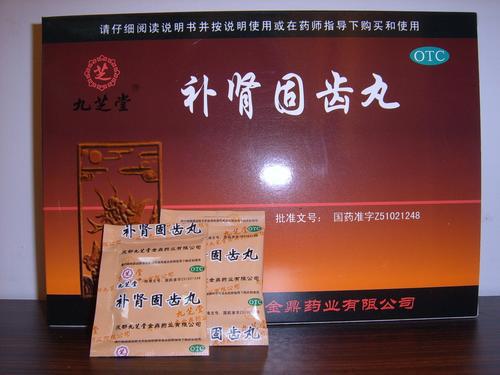 请仔细阅读说明书并按说明使用或在药师指导下购买和使用
OTC
芝
九芝堂
补肾固齿丸
批准文号： 国药准字Z51021248
金鼎药业有限公司
补肾固齿丸
OTC
成都九芝堂金鼎药业有限公司
补肾固齿丸
成都九芝堂金鼎药业有限公司
OTC
补肾固齿丸
OTC